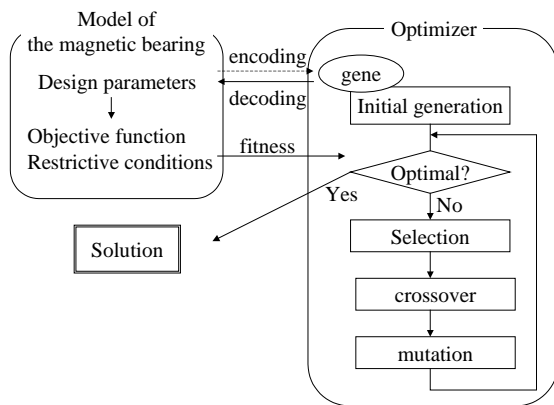 Model of
the magnetic bearing
Design parameters
Objective function
Restrictive conditions
encoding
decoding
fitness
Optimizer
gene
Initial generation
Optimal?
Yes
No
Solution
Selection
crossover
mutation